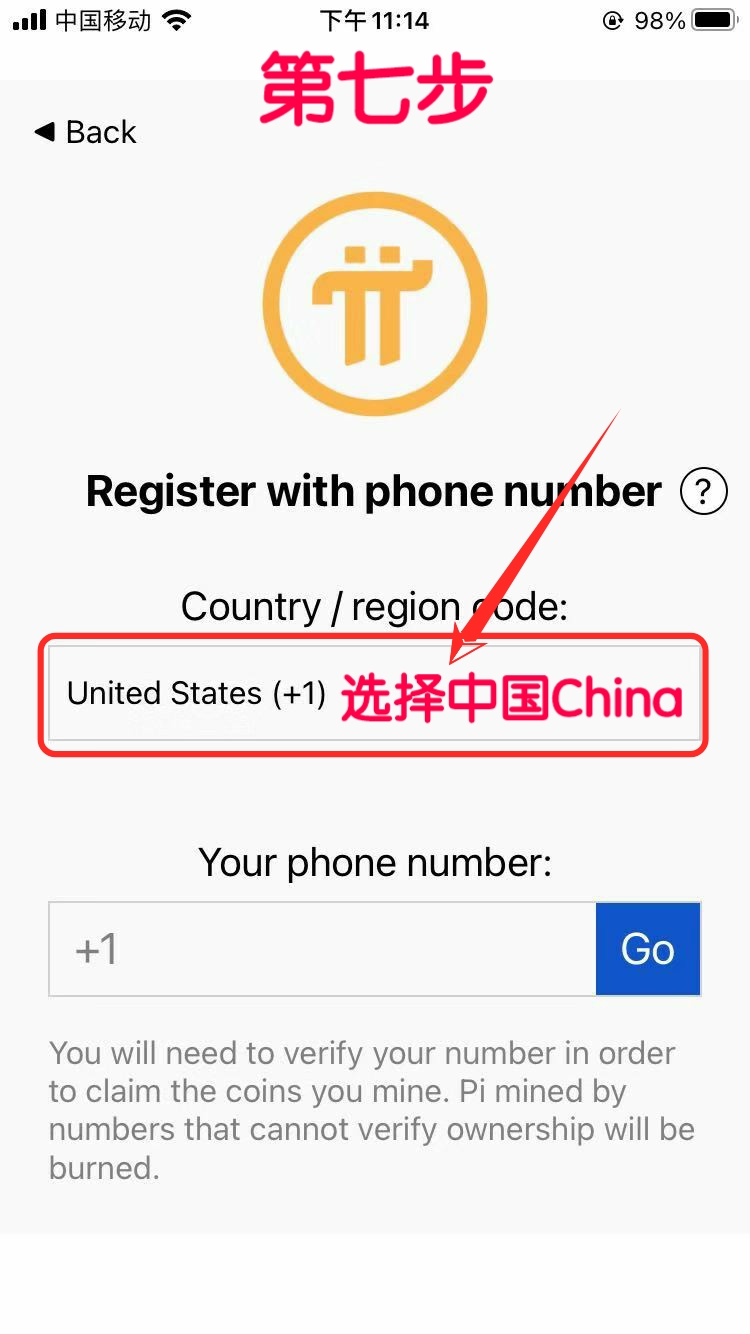 中国移动 下午11:14 98%
第七步
Back
Register with phone number ?
Country / region code:
United States (+1) 选择中国China
Your phone number:
+1 Go
You will need to verify your number in order
to claim the coins you mine. Pi mined by
numbers that cannot verify ownership will be
burned.